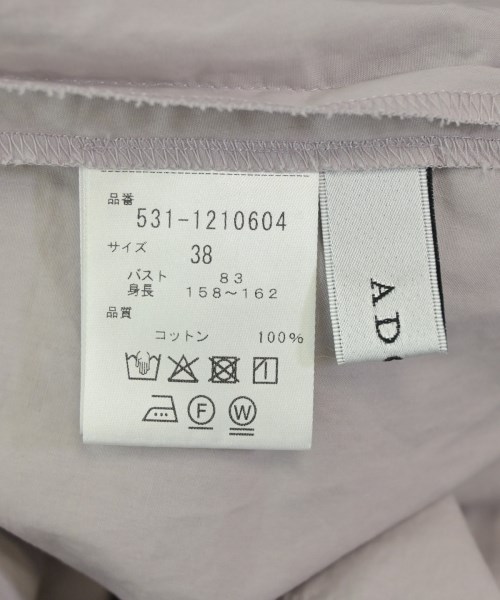 品番
531-1210604
サイズ 38
バスト 83
身長 158～162
品質
コットン 100%
F W